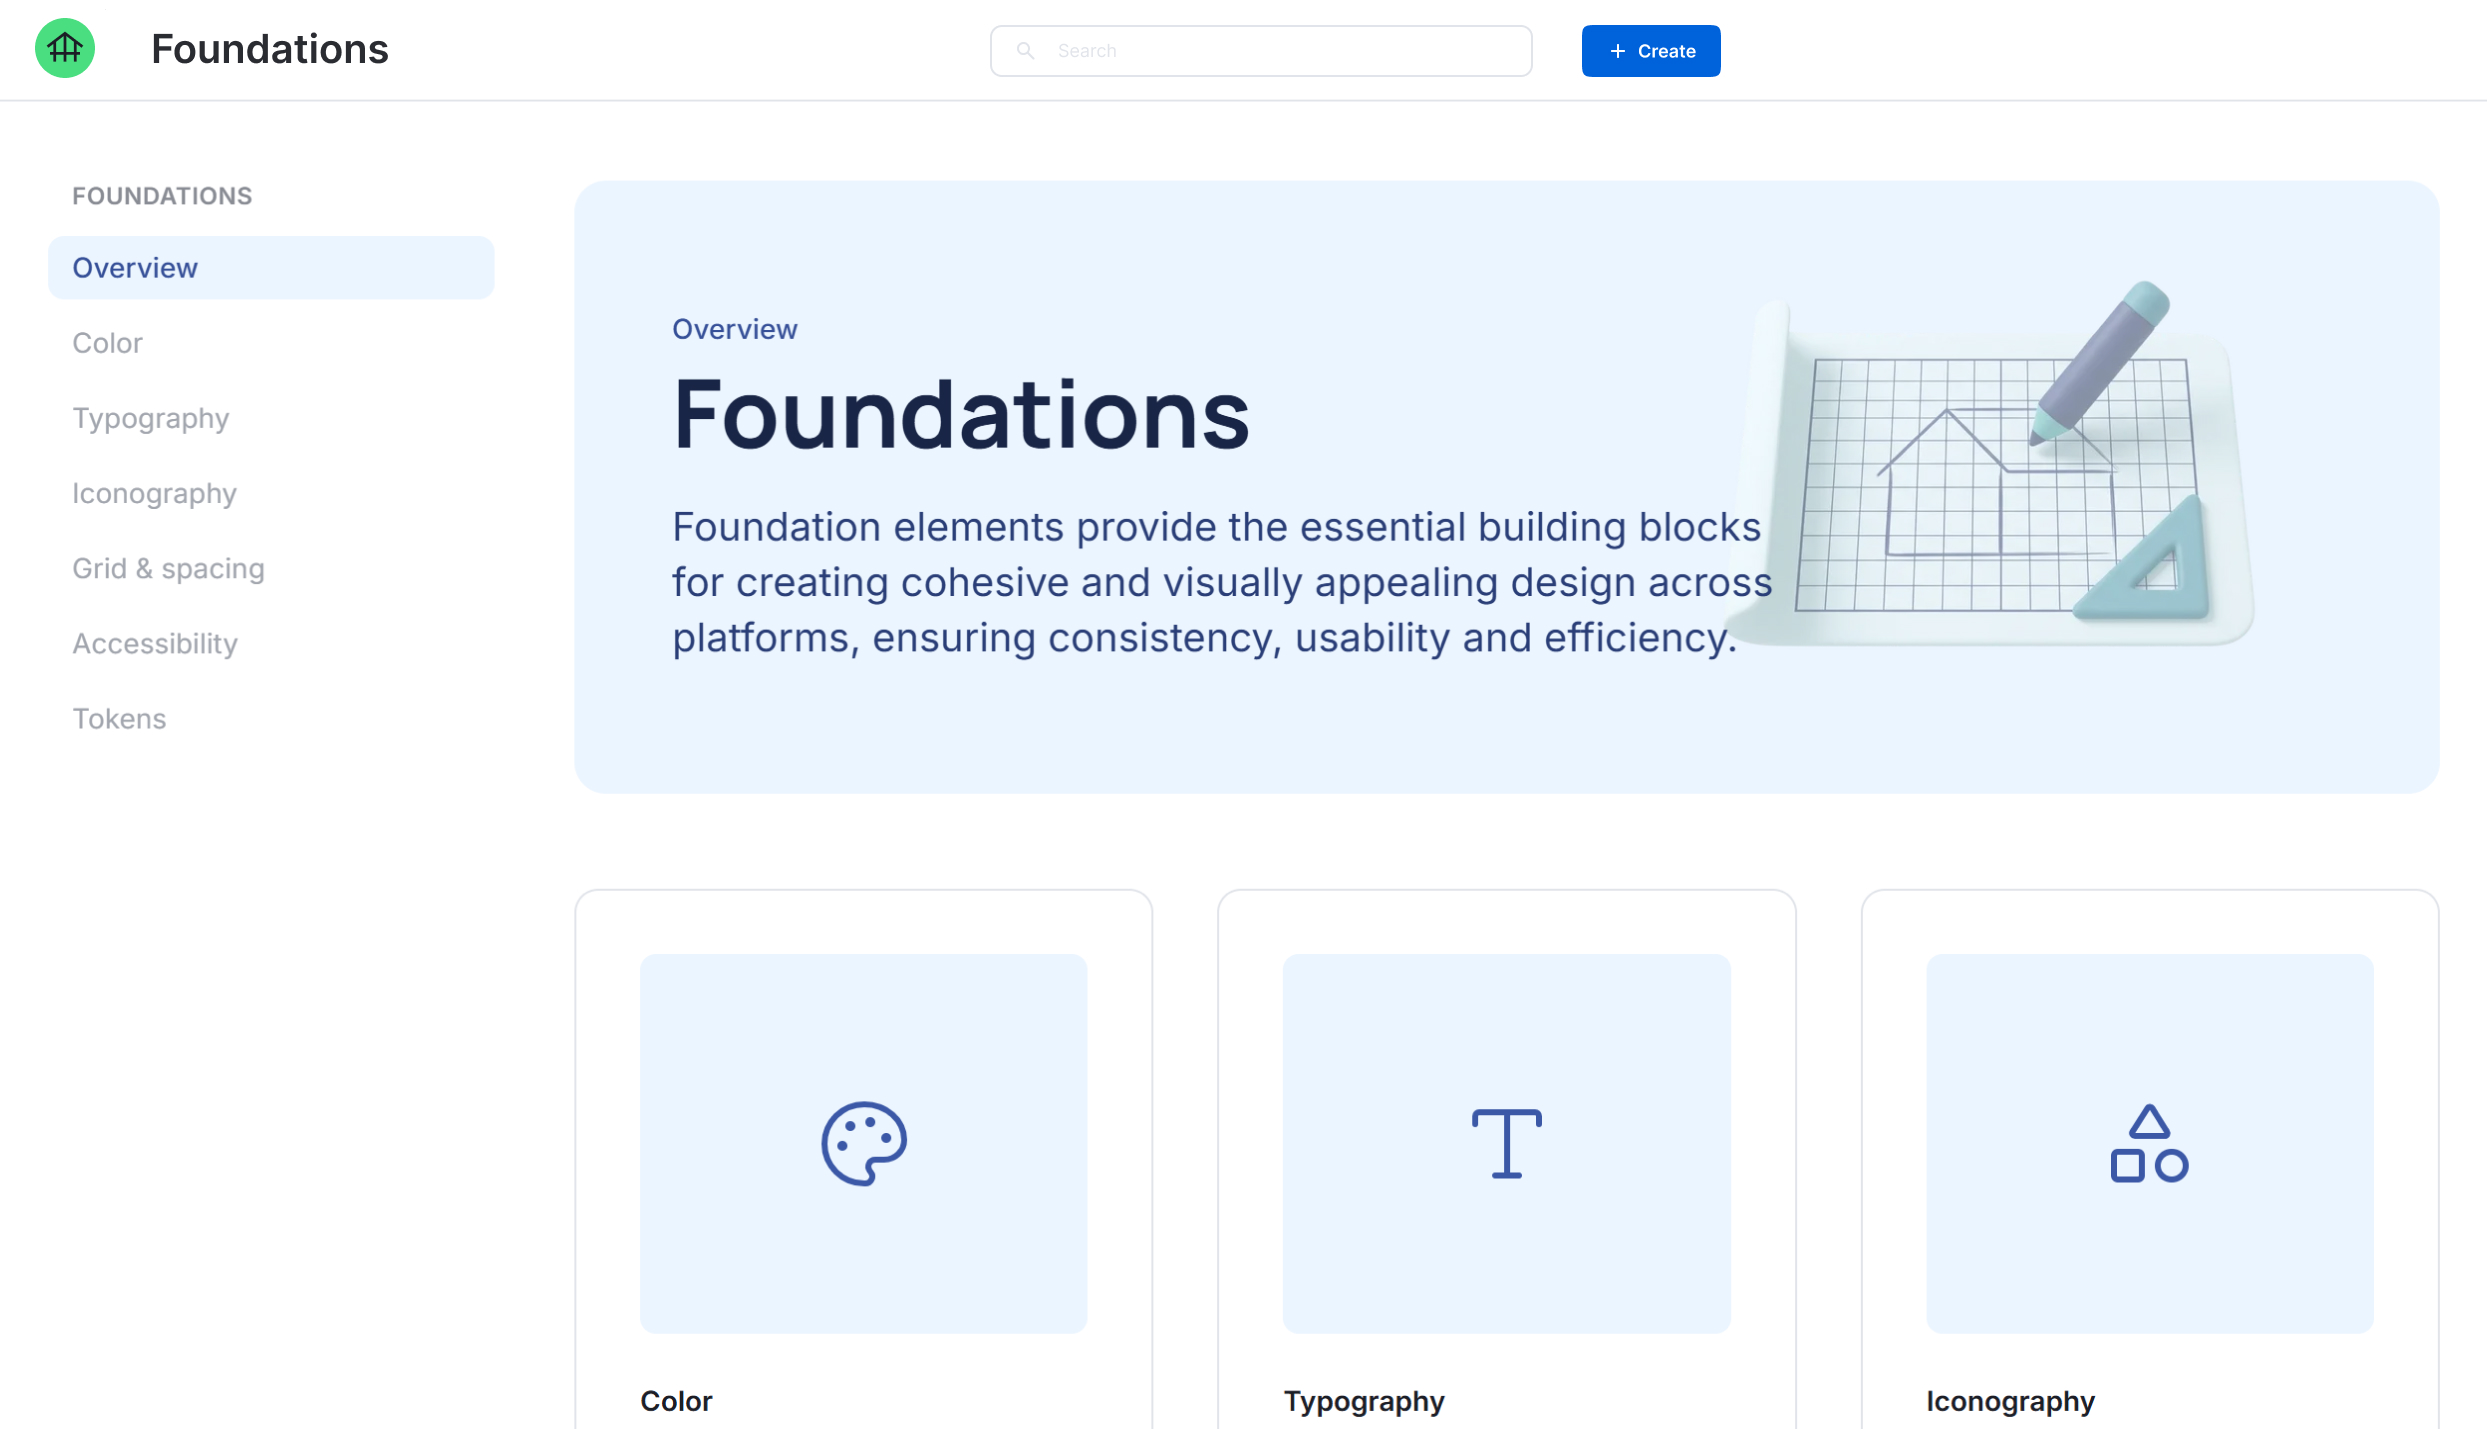 Foundations
Search
+ Create
FOUNDATIONS
Overview
Color
Typography
Iconography
Grid & spacing
Accessibility
Tokens
Overview
Foundations
Foundation elements provide the essential building blocks
for creating cohesive and visually appealing design across
platforms, ensuring consistency, usability and efficiency.
Color
Typography
Iconography